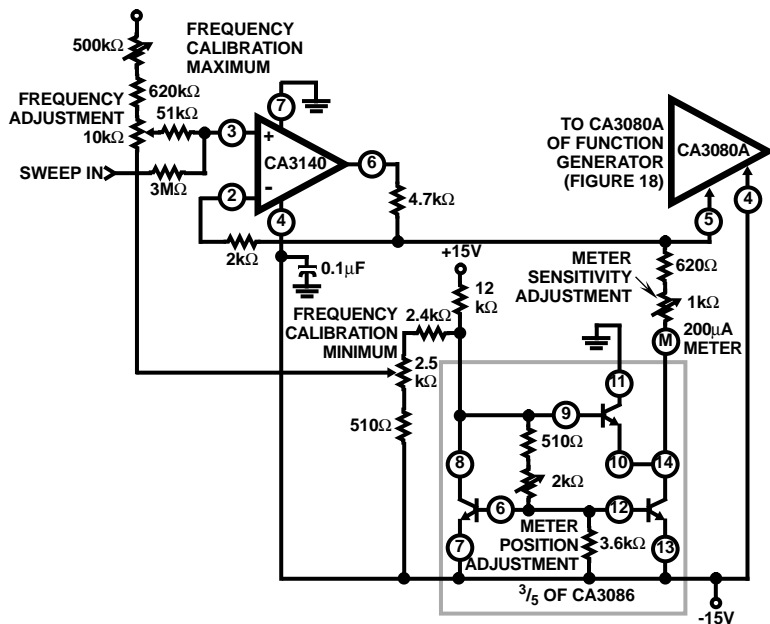 500kΩ
FREQUENCY
CALIBRATION
MAXIMUM
620kΩ
FREQUENCY
ADJUSTMENT
10kΩ
51kΩ
SWEEP IN
3MΩ
7
3
+
CA3140
6
2
-
4
4.7kΩ
2kΩ
0.1μF
TO CA3080A
OF FUNCTION
GENERATOR
(FIGURE 18)
CA3080A
5
4
+15V
12
kΩ
METER
SENSITIVITY
ADJUSTMENT
620Ω
1kΩ
200μA
METER
M
FREQUENCY
CALIBRATION
MINIMUM
2.4kΩ
2.5
kΩ
510Ω
11
9
510Ω
10
14
8
2kΩ
6
12
7
METER
POSITION
ADJUSTMENT
3.6kΩ
13
3/5 OF CA3086
-15V